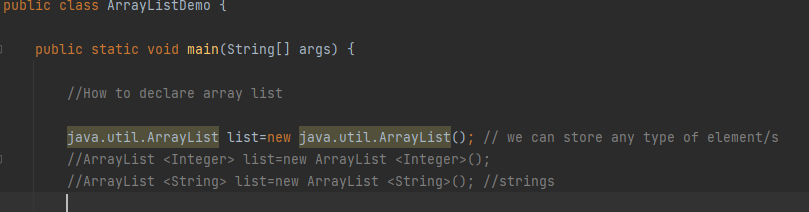 public class ArrayListDemo {
public static void main(String[] args) {
//How to declare array list
java.util.ArrayList list=new java.util.ArrayList(); // we can store any type of element/s
//ArrayList <Integer> list=new ArrayList <Integer>();
//ArrayList <String> list=new ArrayList <String>(); //strings